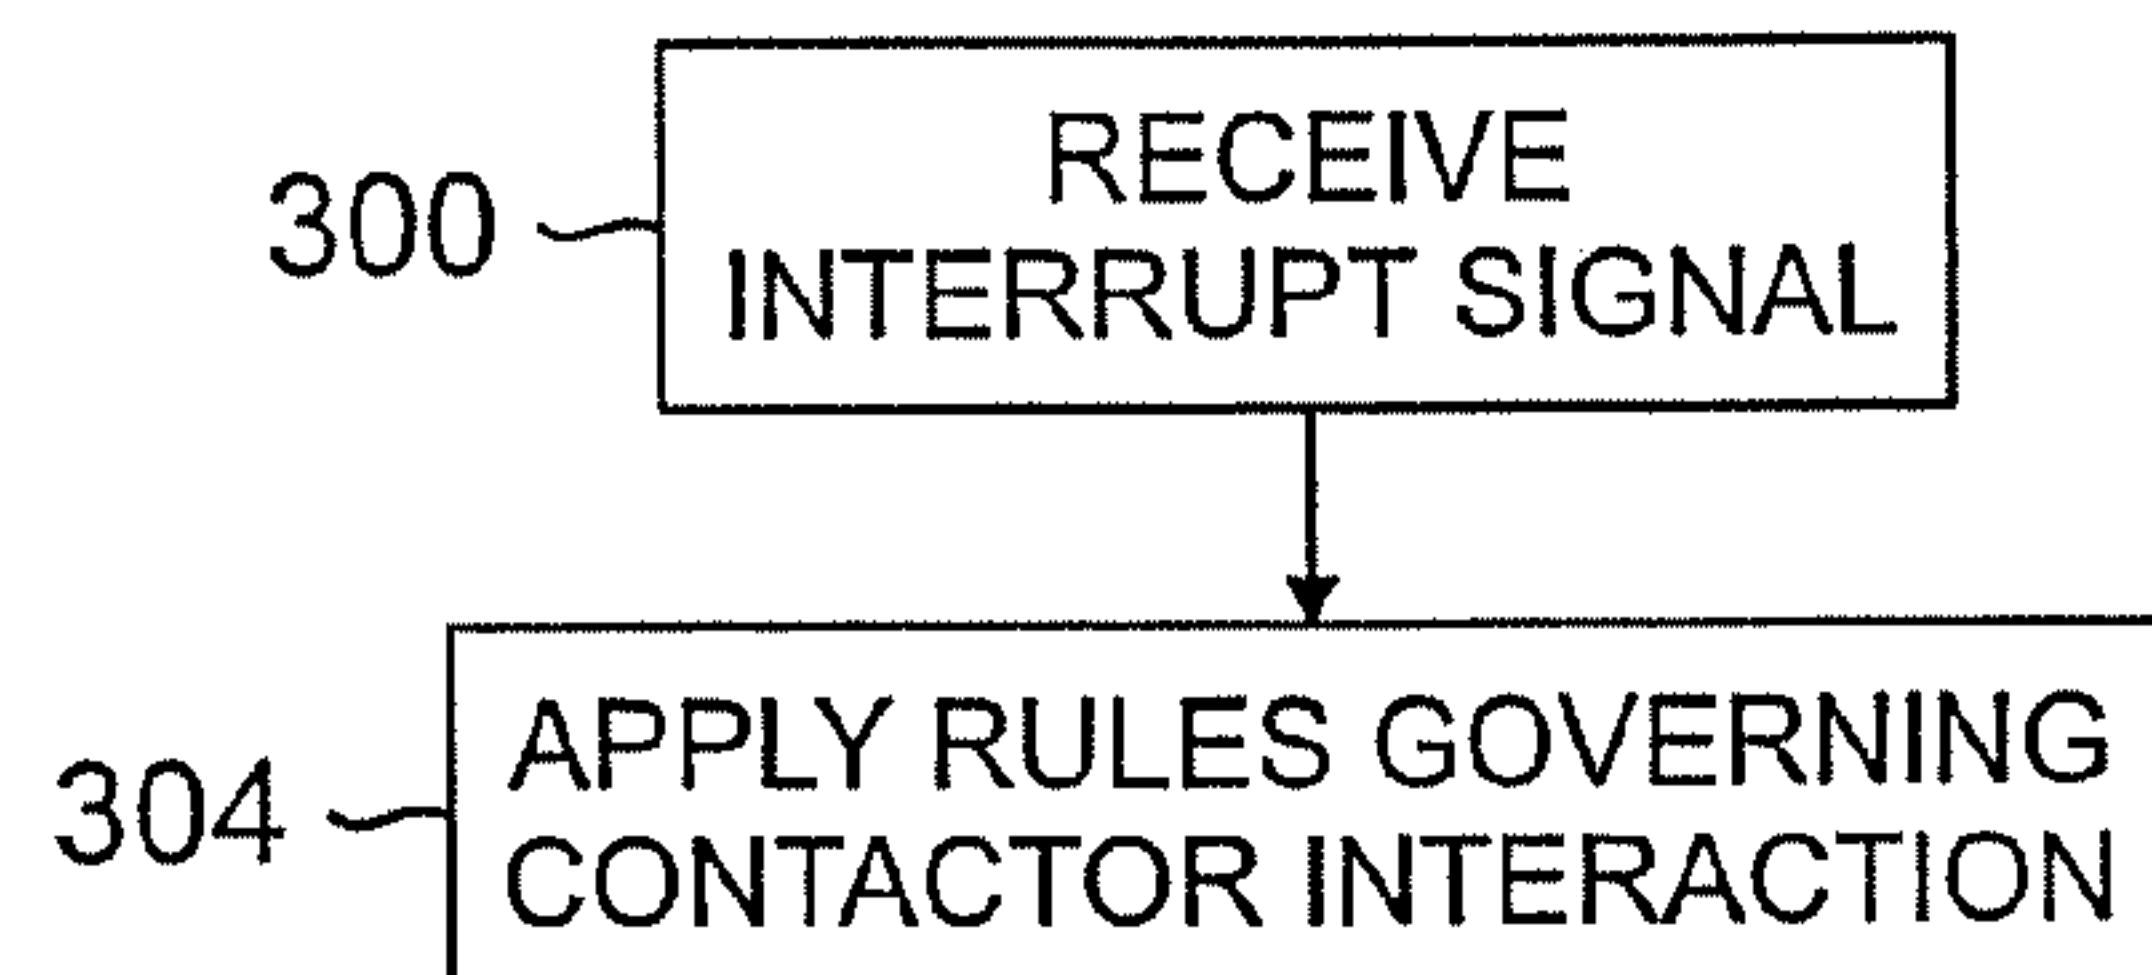 300
RECEIVE
INTERRUPT SIGNAL
304
APPLY RULES GOVERNING
CONTACTOR INTERACTION